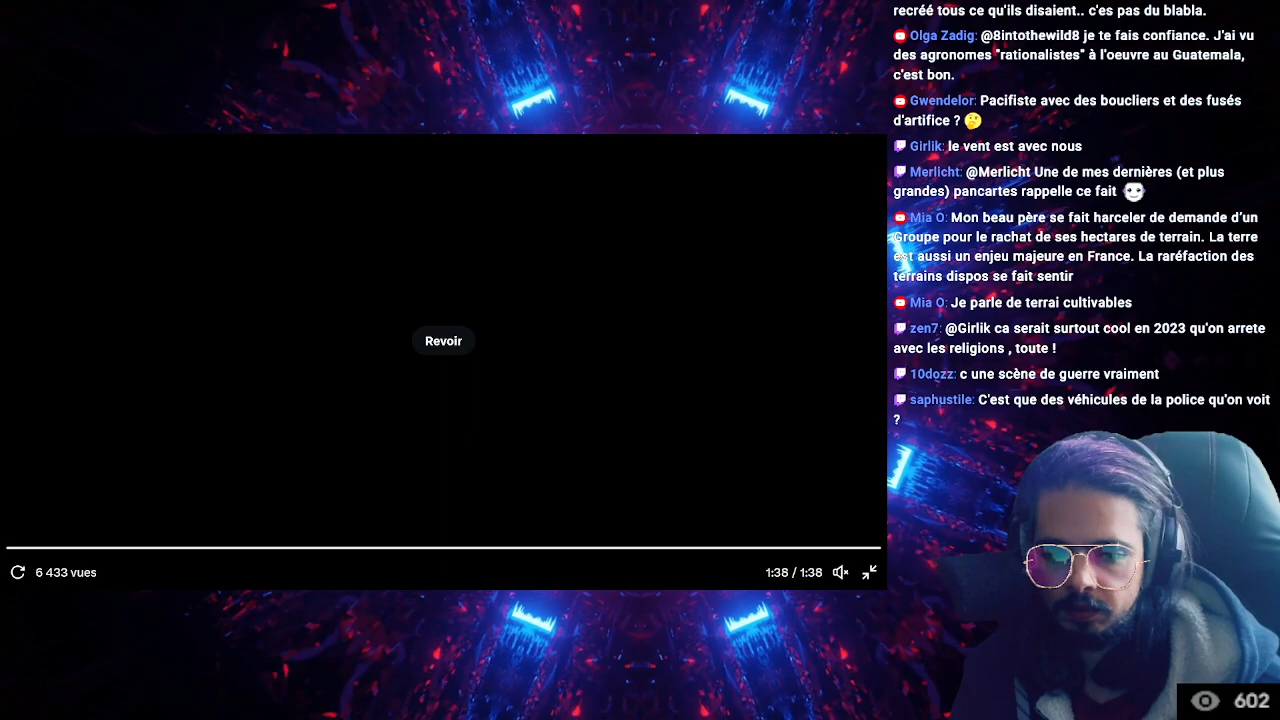 recréé tous ce qu'ils disaient.. c'es pas du blabla.
Olga Zadig: @8intothewild8 je te fais confiance. J'ai vu
des agronomes "rationalistes" à l'oeuvre au Guatemala,
c'est bon.
Gwendelor: Pacifiste avec des boucliers et des fusés
d'artifice ? 🤔
Girlik: le vent est avec nous
Merlicht: @Merlicht Une de mes dernières (et plus
grandes) pancartes rappelle ce fait
Mia O: Mon beau père se fait harceler de demande d’un
Groupe pour le rachat de ses hectares de terrain. La terre
est aussi un enjeu majeure en France. La raréfaction des
terrains dispos se fait sentir
Mia O: Je parle de terrai cultivables
zen7: @Girlik ca serait surtout cool en 2023 qu'on arrete
avec les religions , toute !
10dozz: c une scène de guerre vraiment
saphustile: C'est que des véhicules de la police qu'on voit
?
Revoir
6 433 vues
1:38 / 1:38
602